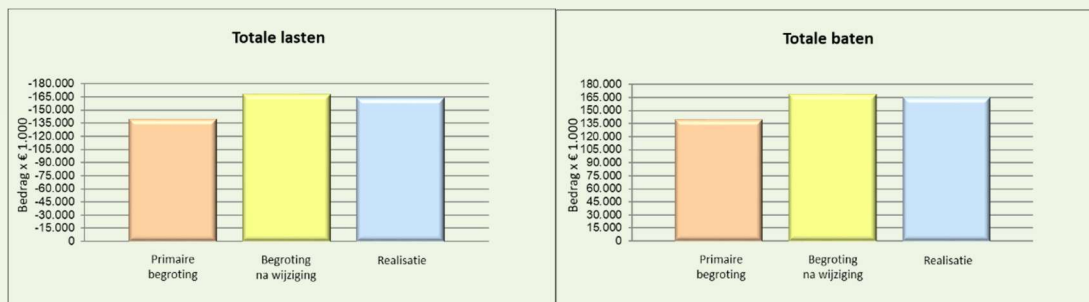 Totale lasten
Bedrag x € 1.000
-180.000
-165.000
-150.000
-135.000
-120.000
-105.000
-90.000
-75.000
-60.000
-45.000
-30.000
-15.000
0
Primaire
begroting
Begroting
na wijziging
Realisatie
Totale baten
Bedrag x € 1.000
180.000
165.000
150.000
135.000
120.000
105.000
90.000
75.000
60.000
45.000
30.000
15.000
0
Primaire
begroting
Begroting
na wijziging
Realisatie